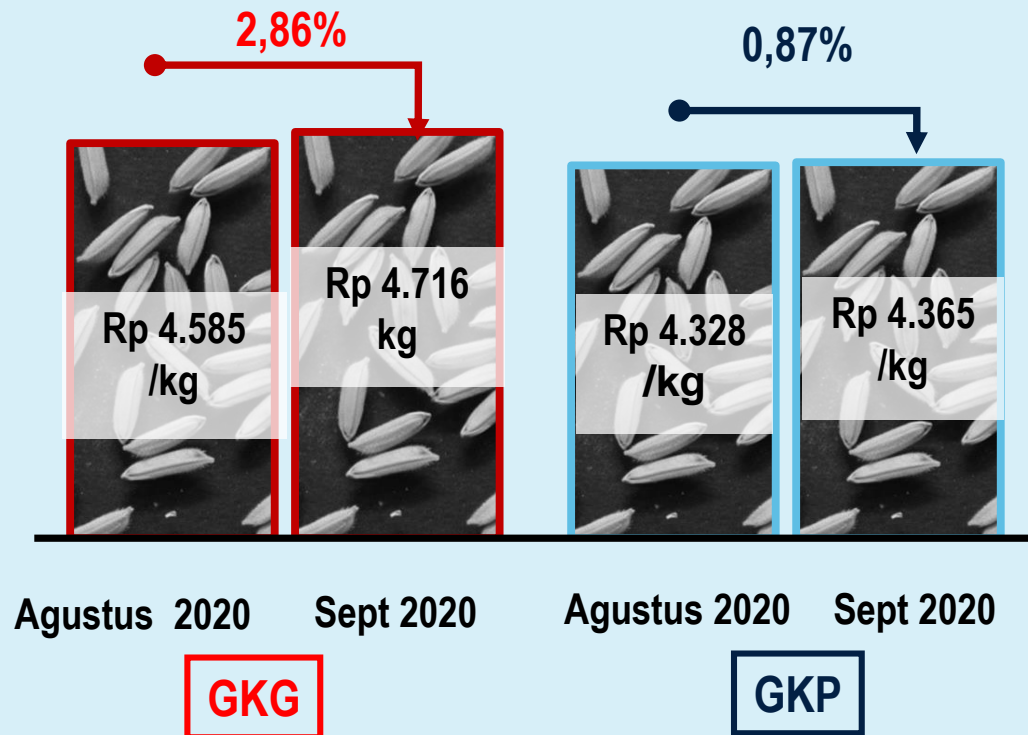 2,86%
0,87%
Rp 4.585
/kg
Rp 4.716
kg
Rp 4.328
/kg
Rp 4.365
/kg
Agustus 2020
Sept 2020
Agustus 2020
Sept 2020
GKG
GKP